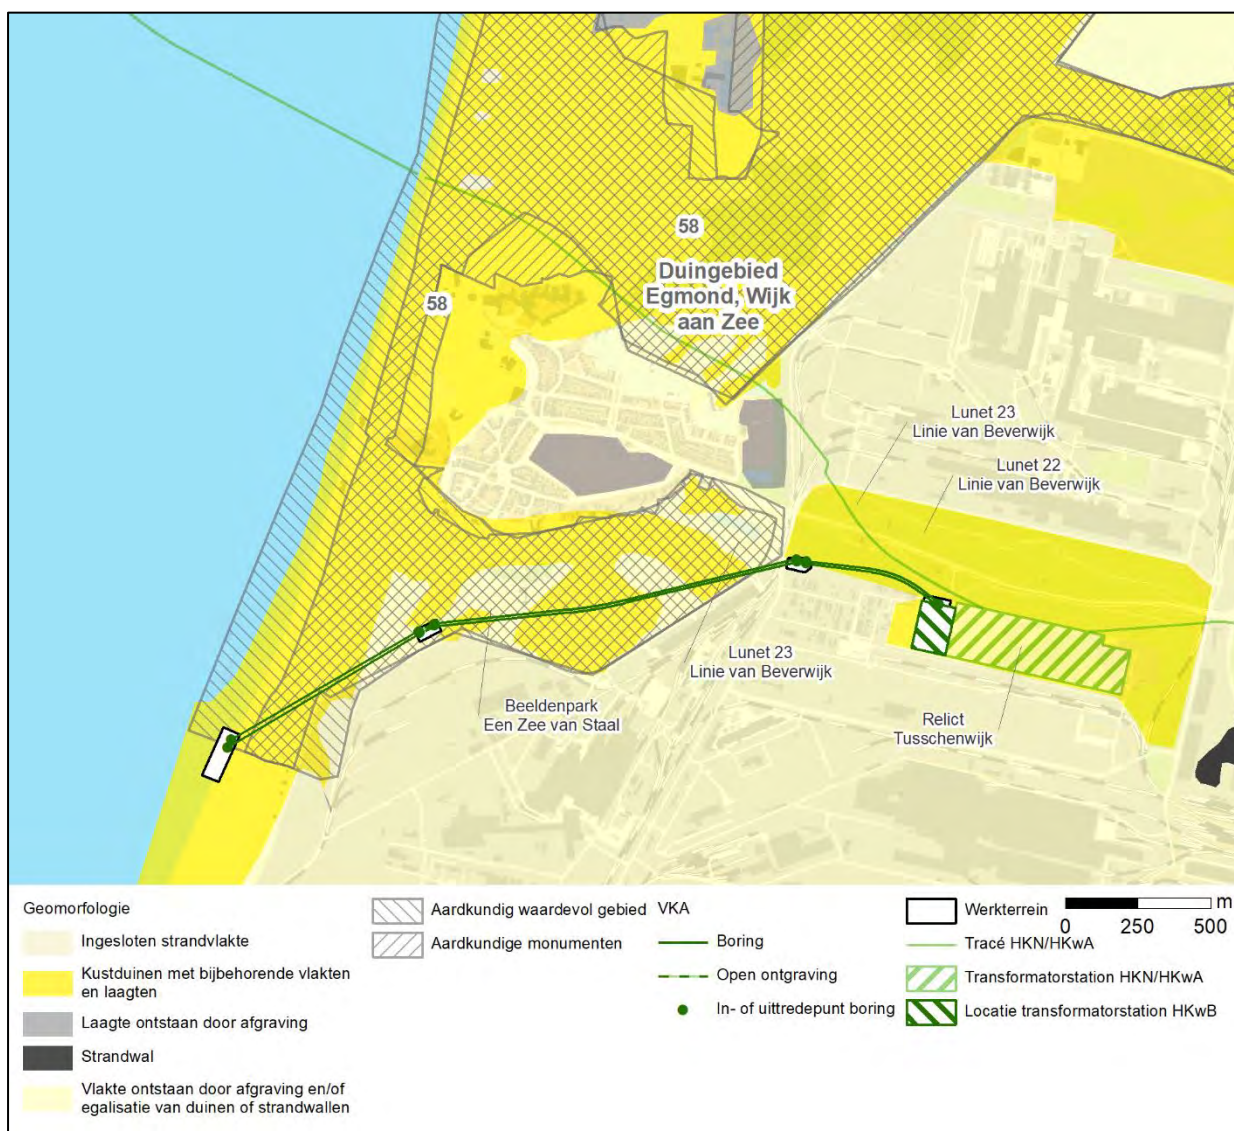 58
Duingebied
Egmond, Wijk
aan Zee
58
Lunet 23
Linie van Beverwijk
Lunet 22
Linie van Beverwijk
Lunet 23
Linie van Beverwijk
Beeldenpark
Een Zee van Staal
Relict
Tusschenwijk
Geomorfologie
Ingesloten strandvlakte
Kustduinen met bijbehorende vlakten
en laagten
Laagte ontstaan door afgraving
Strandwal
Vlakte ontstaan door afgraving en/of
egalisatie van duinen of strandwallen
Aardkundig waardevol gebied
Aardkundige monumenten
VKA
Boring
Open ontgraving
In- of uittredepunt boring
Werkterrein
Tracé HKN/HKwA
Transformatorstation HKN/HKwA
Locatie transformatorstation HKwB
m
0 250 500